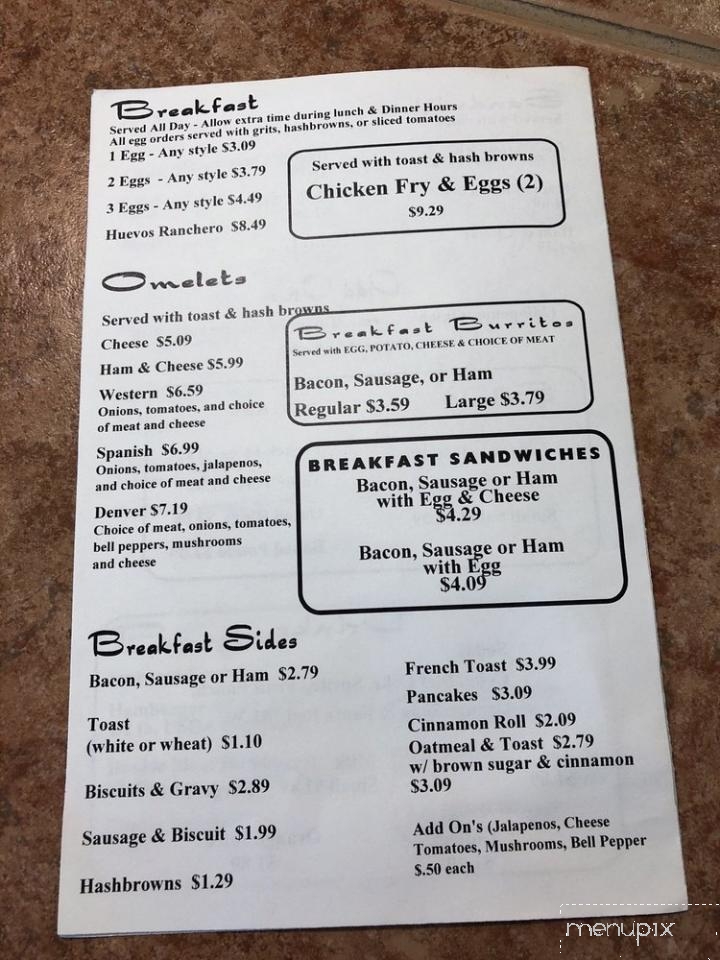 Breakfast
Served All Day - Allow extra time during lunch & Dinner Hours
All egg orders served with grits, hashbrowns, or sliced tomatoes
1 Egg - Any style $3.09
2 Eggs - Any style $3.79
3 Eggs - Any style $4.49
Huevos Ranchero $8.49
Served with toast & hash browns
Chicken Fry & Eggs (2)
$9.29
Omelets
Served with toast & hash browns
Cheese $5.09
Ham & Cheese $5.99
Western $6.59
Onions, tomatoes, and choice
of meat and cheese
Spanish $6.99
Onions, tomatoes, jalapenos,
and choice of meat and cheese
Denver $7.19
Choice of meat, onions, tomatoes,
bell peppers, mushrooms
and cheese
Breakfast Burritos
Served with EGG, POTATO, CHEESE & CHOICE OF MEAT
Bacon, Sausage, or Ham
Regular $3.59 Large $3.79
BREAKFAST SANDWICHES
Bacon, Sausage or Ham
with Egg & Cheese
$4.29
Bacon, Sausage or Ham
with Egg
$4.09
Breakfast Sides
Bacon, Sausage or Ham $2.79
Toast
(white or wheat) $1.10
Biscuits & Gravy $2.89
Sausage & Biscuit $1.99
Hashbrowns $1.29
French Toast $3.99
Pancakes $3.09
Cinnamon Roll $2.09
Oatmeal & Toast $2.79
w/ brown sugar & cinnamon
$3.09
Add On's (Jalapenos, Cheese
Tomatoes, Mushrooms, Bell Pepper
$.50 each
menupix